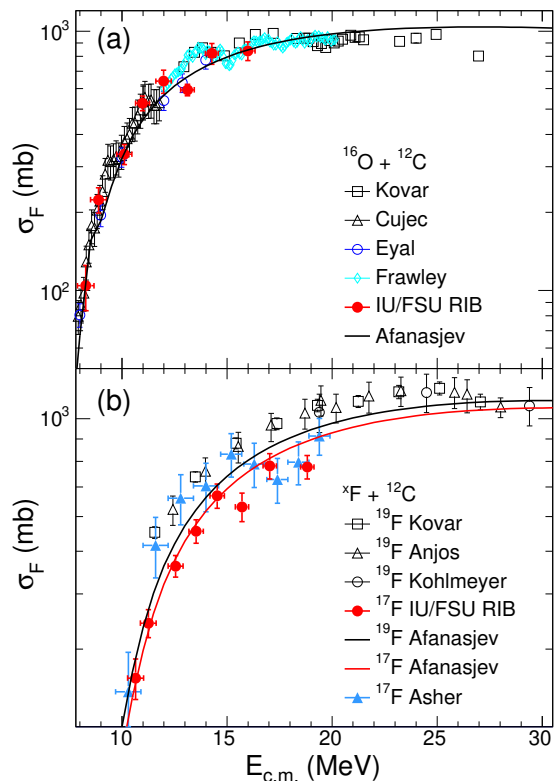 (a)
10³
10²
σF (mb)
¹⁶O + ¹²C
Kovar
Cujec
Eyal
Frawley
IU/FSU RIB
Afanasjev
(b)
10³
σF (mb)
ˣF + ¹²C
¹⁹F Kovar
¹⁹F Anjos
¹⁹F Kohlmeyer
¹⁷F IU/FSU RIB
¹⁹F Afanasjev
¹⁷F Afanasjev
¹⁷F Asher
10 15 20 25 30
E_c.m. (MeV)